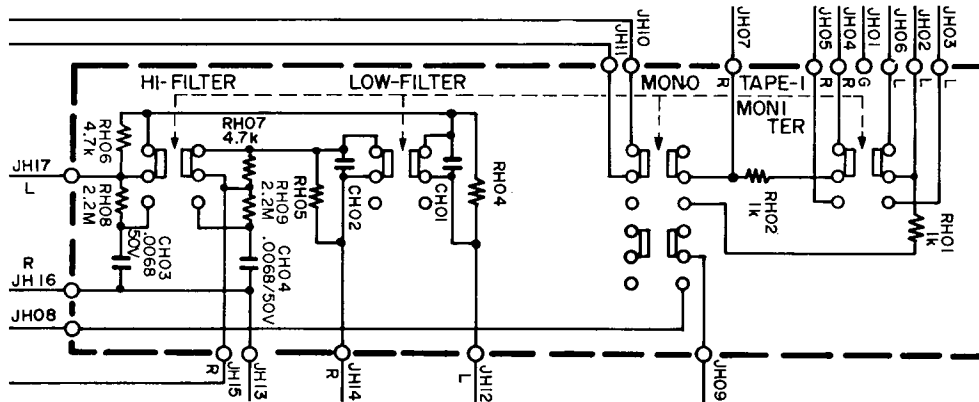 JH10
JH11
JH07
JH05
JH04
JH01
JH06
JH02
JH03
R
R
R
G
L
L
L
HI-FILTER
LOW-FILTER
MONO
TAPE-1
MONI
TER
RH06
4.7k
RH07
4.7k
JH17
L
RH08
2.2M
RH09
2.2M
RH05
CH02
CH01
RH04
RH02
1k
RH01
1k
CH03
.0068
50V
CH04
.0068/50V
R
JH16
JH08
JH15
R
JH13
JH14
R
JH12
L
JH09